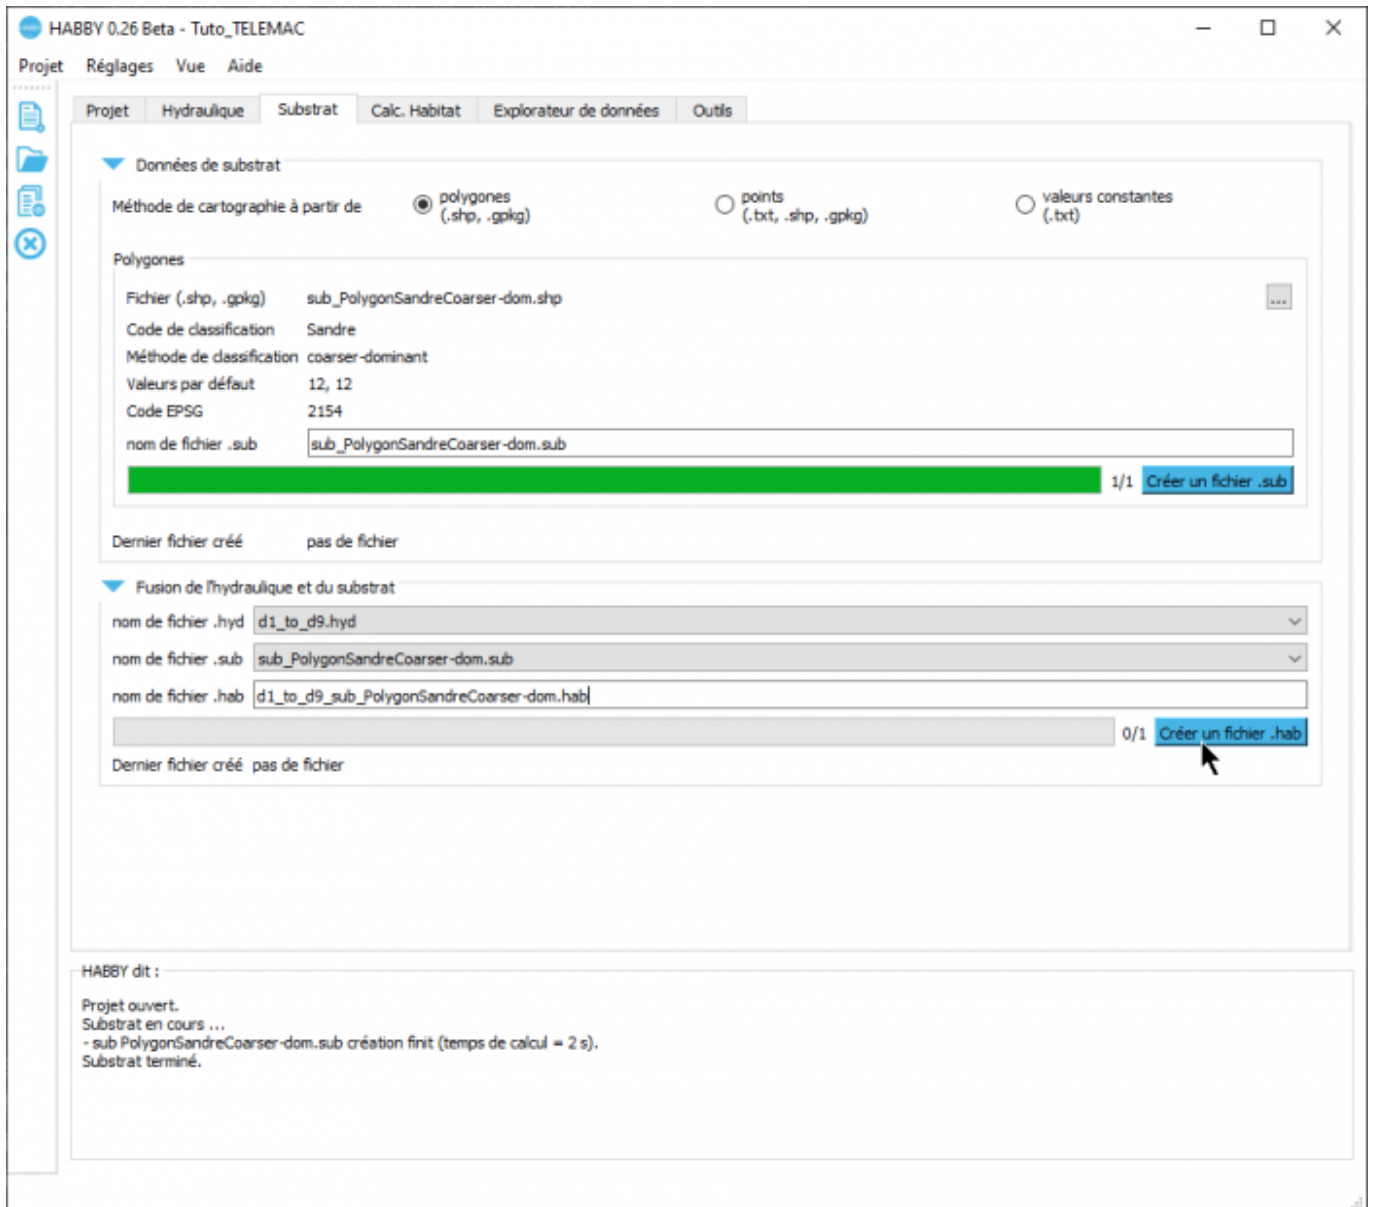 HABBY 0.26 Beta - Tuto_TELEMAC
Projet Réglages Vue Aide
Projet Hydraulique Substrat Calc. Habitat Explorateur de données Outils
Données de substrat
Méthode de cartographie à partir de
polygones
(.shp, .gpkg)
points
(.txt, .shp, .gpkg)
valeurs constantes
(.txt)
Polygones
Fichier (.shp, .gpkg) sub_PolygonSandreCoarser-dom.shp ...
Code de classification Sandre
Méthode de classification coarser-dominant
Valeurs par défaut 12, 12
Code EPSG 2154
nom de fichier .sub sub_PolygonSandreCoarser-dom.sub
1/1 Créer un fichier .sub
Dernier fichier créé pas de fichier
Fusion de l'hydraulique et du substrat
nom de fichier .hyd d1_to_d9.hyd
nom de fichier .sub sub_PolygonSandreCoarser-dom.sub
nom de fichier .hab d1_to_d9_sub_PolygonSandreCoarser-dom.hab
0/1 Créer un fichier .hab
Dernier fichier créé pas de fichier
HABBY dit :
Projet ouvert.
Substrat en cours ...
- sub PolygonSandreCoarser-dom.sub création finit (temps de calcul = 2 s).
Substrat terminé.